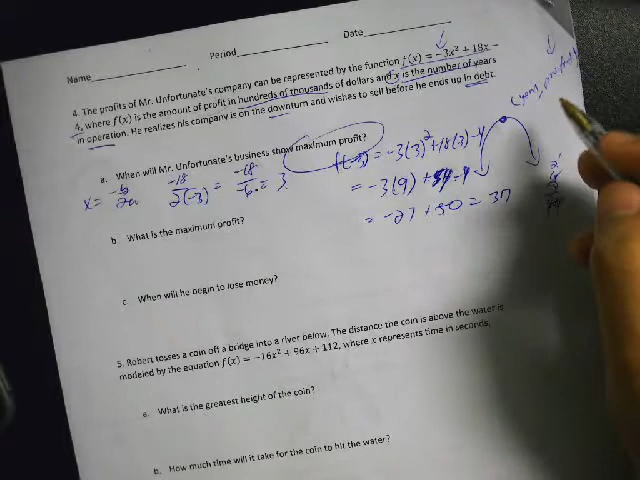 Name Period Date
4. The profits of Mr. Unfortunate's company can be represented by the function f(x) = −3x² + 18x −
4, where f(x) is the amount of profit in hundreds of thousands of dollars and x is the number of years
in operation. He realizes his company is on the downturn and wishes to sell before he ends up in debt.
(year, profit)
a. When will Mr. Unfortunate's business show maximum profit?
x = -b/2a -18/2(-3) = -18/-6 = 3
f(3) = -3(3)² + 18(3) - 4
= -3(9) + 54 - 4
= -27 + 50 = 37
b. What is the maximum profit?
c. When will he begin to lose money?
5. Robert tosses a coin off a bridge into a river below. The distance the coin is above the water is
modeled by the equation f(x) = −16x² + 96x + 112, where x represents time in seconds.
a. What is the greatest height of the coin?
b. How much time will it take for the coin to hit the water?